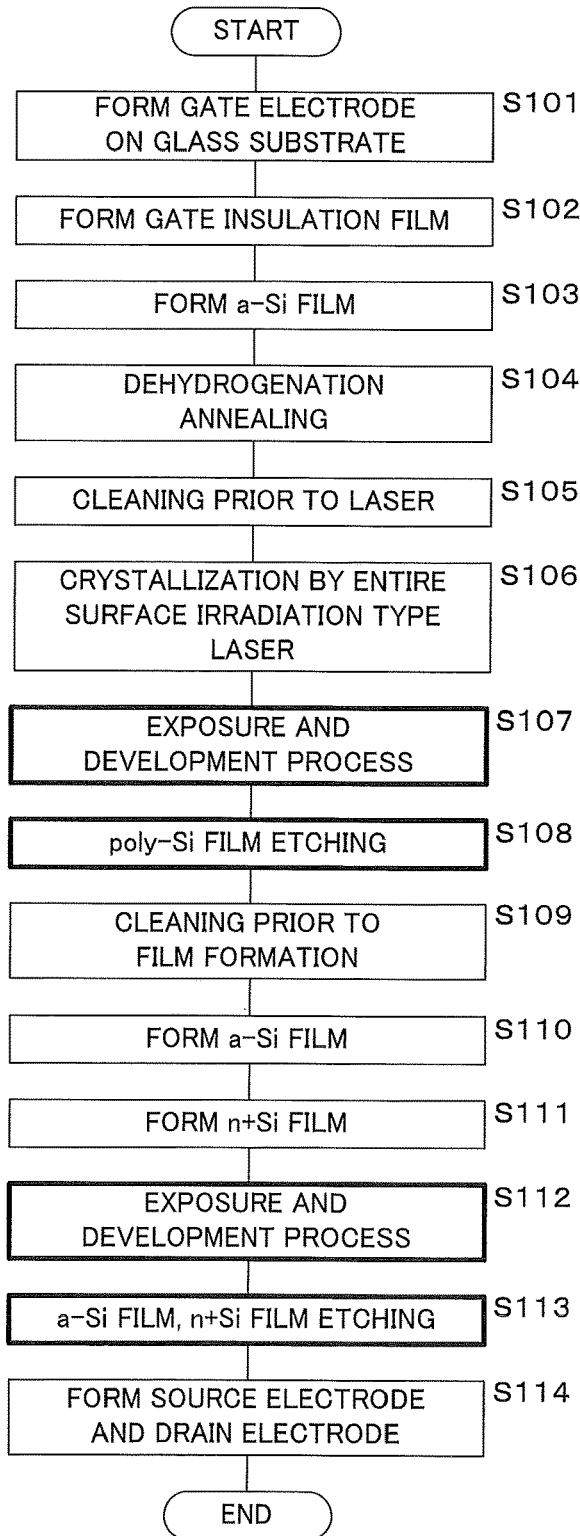 START
FORM GATE ELECTRODE
ON GLASS SUBSTRATE
S101
FORM GATE INSULATION FILM
S102
FORM a-Si FILM
S103
DEHYDROGENATION
ANNEALING
S104
CLEANING PRIOR TO LASER
S105
CRYSTALLIZATION BY ENTIRE
SURFACE IRRADIATION TYPE
LASER
S106
EXPOSURE AND
DEVELOPMENT PROCESS
S107
poly-Si FILM ETCHING
S108
CLEANING PRIOR TO
FILM FORMATION
S109
FORM a-Si FILM
S110
FORM n+Si FILM
S111
EXPOSURE AND
DEVELOPMENT PROCESS
S112
a-Si FILM, n+Si FILM ETCHING
S113
FORM SOURCE ELECTRODE
AND DRAIN ELECTRODE
S114
END